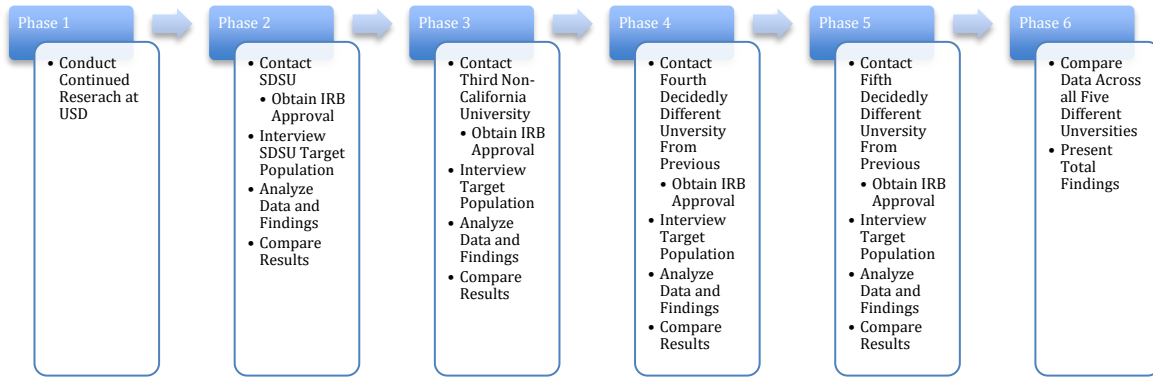 Phase 1
• Conduct
Continued
Reserach at
USD
Phase 2
• Contact
SDSU
• Obtain IRB
Approval
• Interview
SDSU Target
Population
• Analyze
Data and
Findings
• Compare
Results
Phase 3
• Contact
Third Non-
California
University
• Obtain IRB
Approval
• Interview
Target
Population
• Analyze
Data and
Findings
• Compare
Results
Phase 4
• Contact
Fourth
Decidedly
Different
Unversity
From
Previous
• Obtain IRB
Approval
• Interview
Target
Population
• Analyze
Data and
Findings
• Compare
Results
Phase 5
• Contact
Fifth
Decidedly
Different
Unversity
From
Previous
• Obtain IRB
Approval
• Interview
Target
Population
• Analyze
Data and
Findings
• Compare
Results
Phase 6
• Compare
Data Across
all Five
Different
Unversities
• Present
Total
Findings